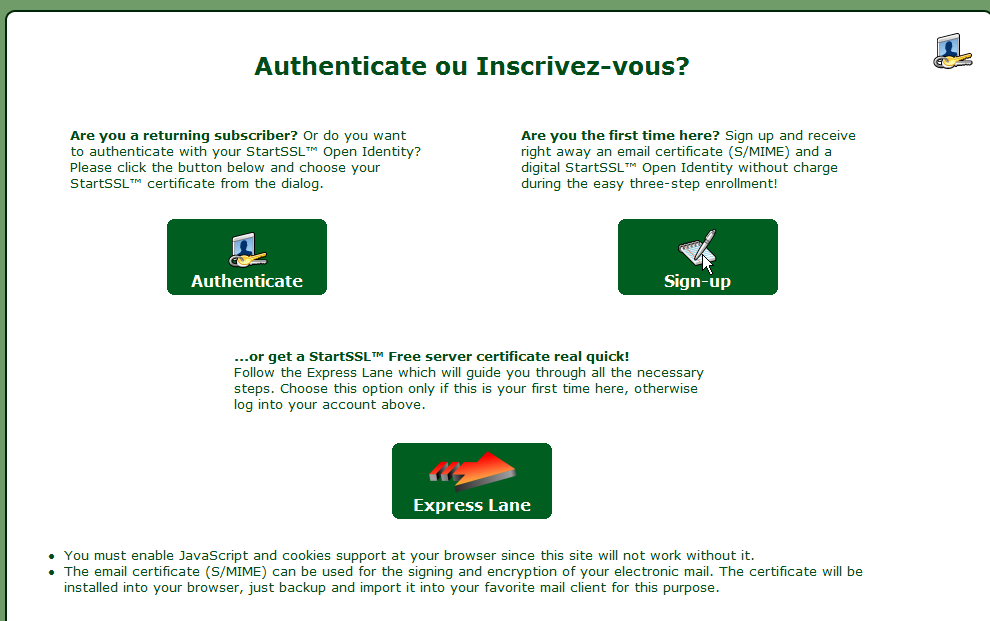 Authenticate ou Inscrivez-vous?
Are you a returning subscriber? Or do you want
to authenticate with your StartSSL™ Open Identity?
Please click the button below and choose your
StartSSL™ certificate from the dialog.
Authenticate
Are you the first time here? Sign up and receive
right away an email certificate (S/MIME) and a
digital StartSSL™ Open Identity without charge
during the easy three-step enrollment!
Sign-up
...or get a StartSSL™ Free server certificate real quick!
Follow the Express Lane which will guide you through all the necessary
steps. Choose this option only if this is your first time here, otherwise
log into your account above.
Express Lane
• You must enable JavaScript and cookies support at your browser since this site will not work without it.
• The email certificate (S/MIME) can be used for the signing and encryption of your electronic mail. The certificate will be
installed into your browser, just backup and import it into your favorite mail client for this purpose.